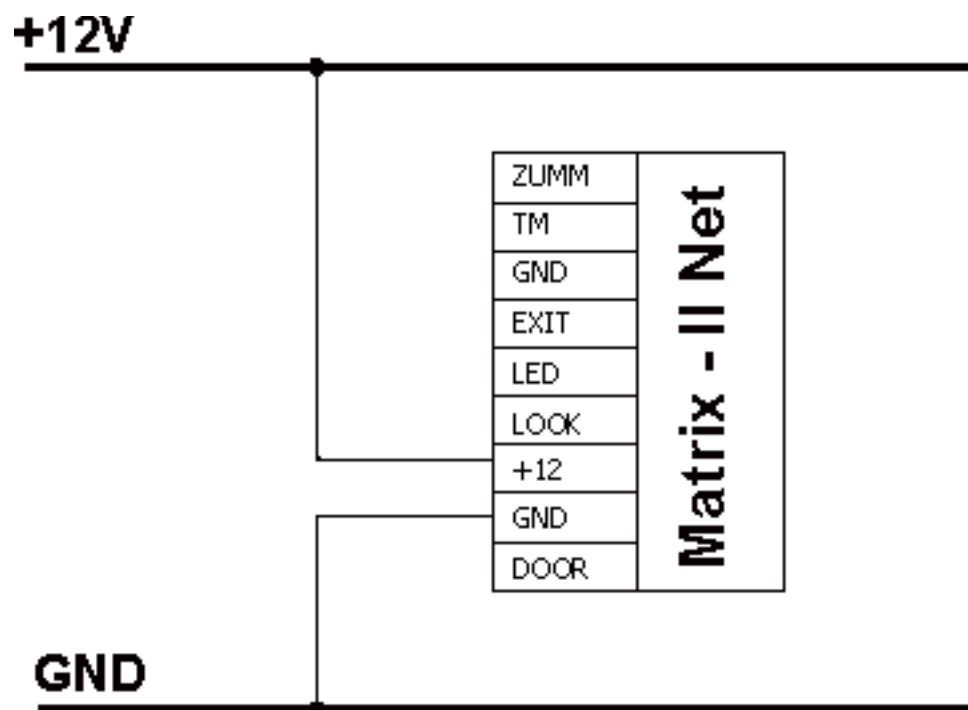 +12V
ZUMM
TM
GND
EXIT
LED
LOOK
+12
GND
DOOR
Matrix - II Net
GND